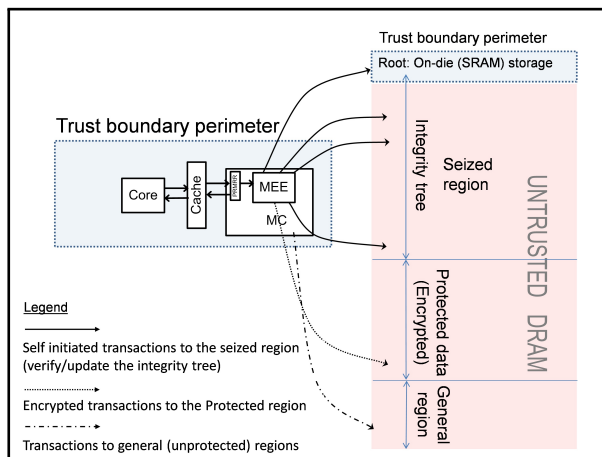 Trust boundary perimeter
Root: On-die (SRAM) storage
Trust boundary perimeter
Core
Cache
PRMRR
MEE
MC
Integrity tree
Seized
region
Protected data
(Encrypted)
General
region
UNTRUSTED DRAM
Legend
Self initiated transactions to the seized region
(verify/update the integrity tree)
Encrypted transactions to the Protected region
Transactions to general (unprotected) regions